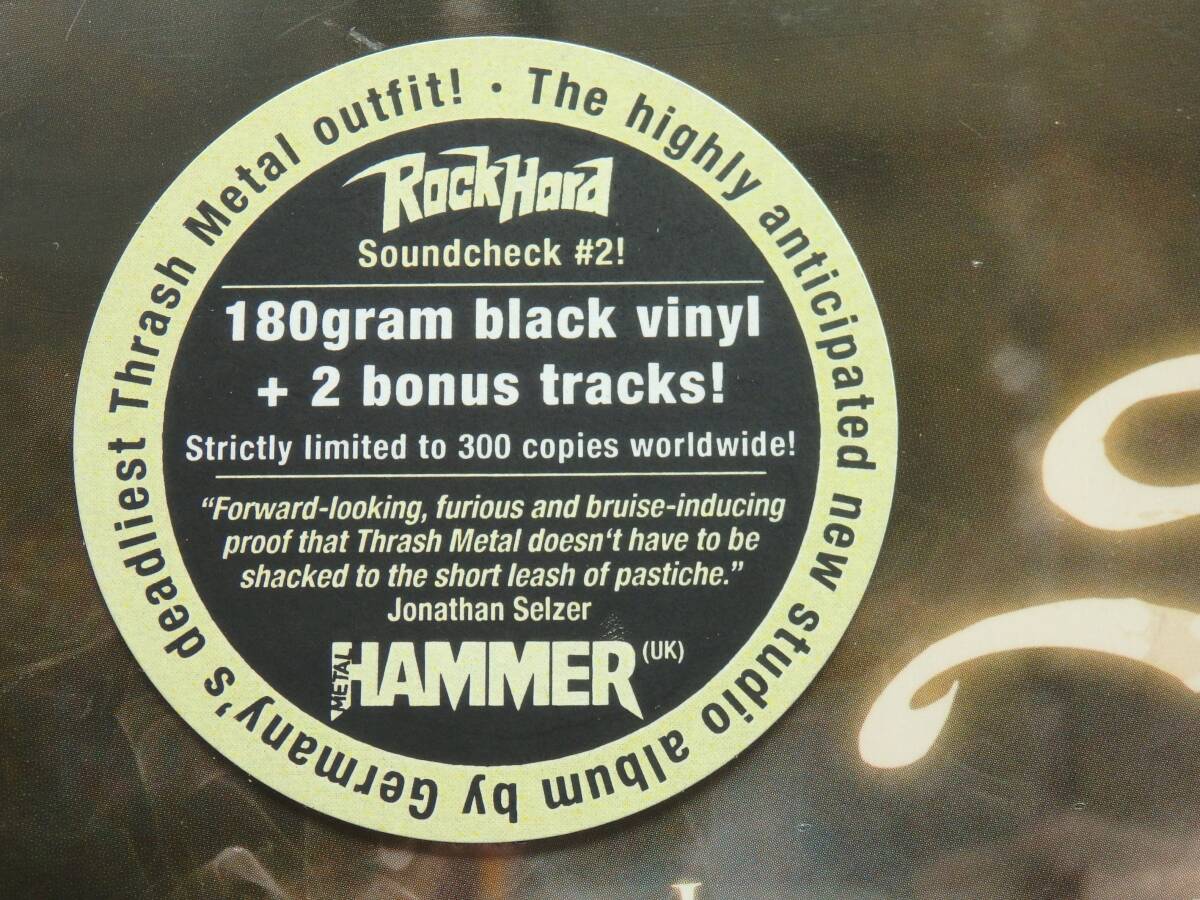 The highly anticipated new studio album by Germany's deadliest Thrash Metal outfit! •
RockHard
Soundcheck #2!
180gram black vinyl
+ 2 bonus tracks!
Strictly limited to 300 copies worldwide!
“Forward-looking, furious and bruise-inducing
proof that Thrash Metal doesn‘t have to be
shacked to the short leash of pastiche.”
Jonathan Selzer
METAL HAMMER (UK)